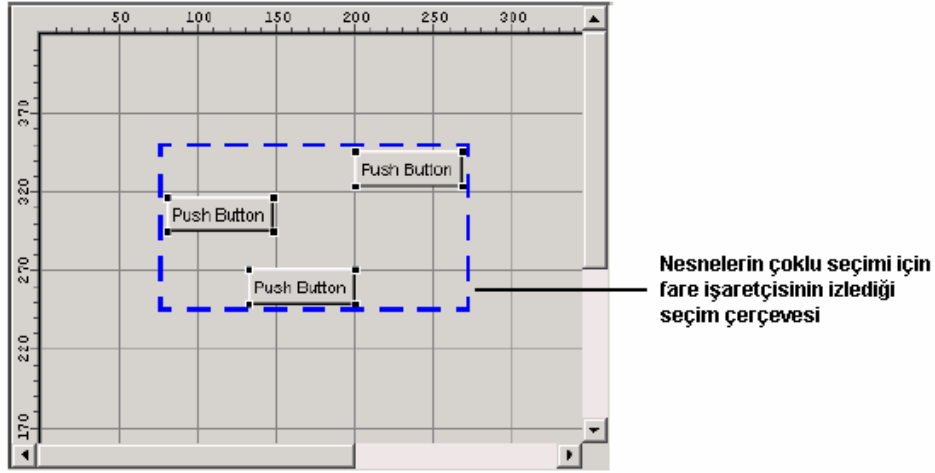 50 100 150 200 250 300
370
Push Button
320
Push Button
270
Push Button
220
170
Nesnelerin çoklu seçimi için
fare işaretçisinin izlediği
seçim çerçevesi